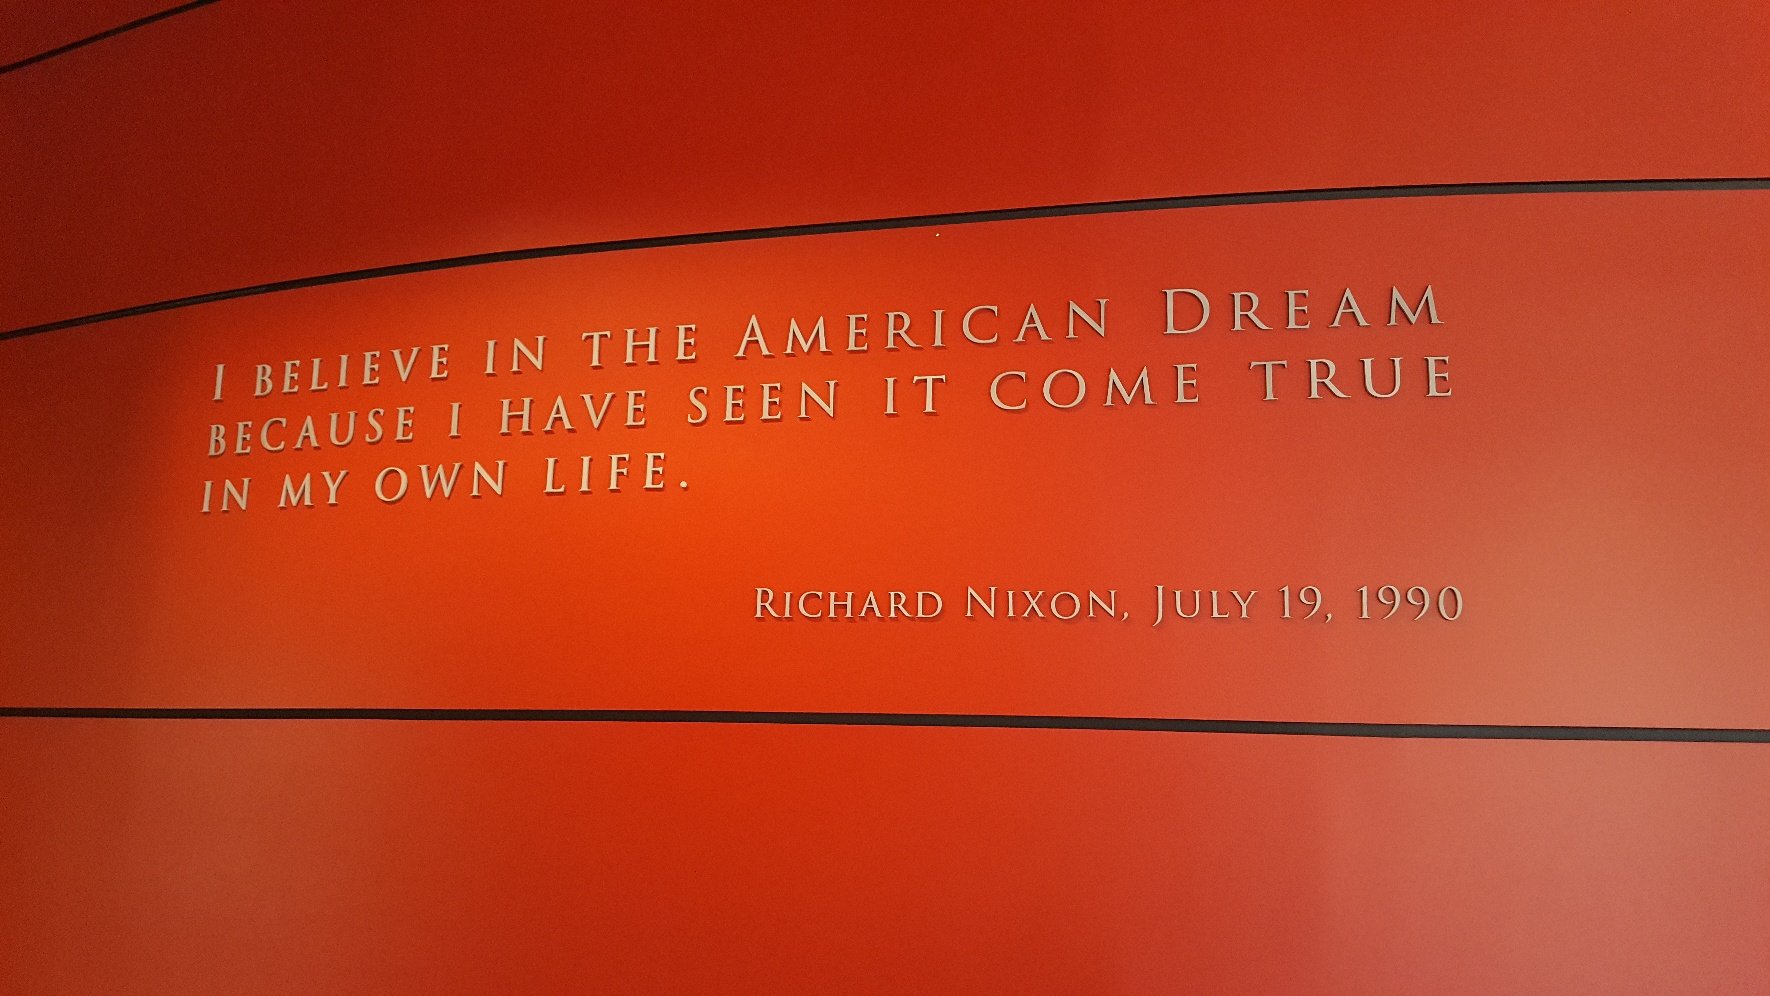 I BELIEVE IN THE AMERICAN DREAM
BECAUSE I HAVE SEEN IT COME TRUE
IN MY OWN LIFE.
RICHARD NIXON, JULY 19, 1990